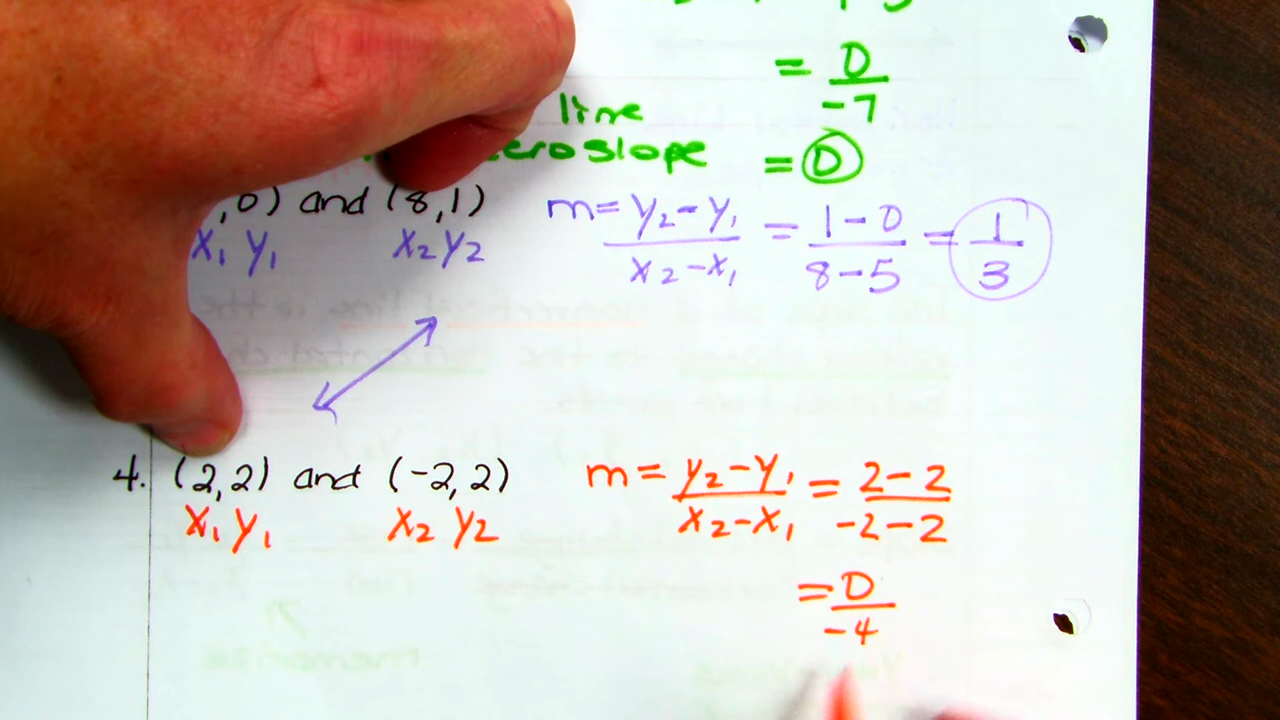 = 0/-7
line
zero slope = 0
,0) and (8,1) m = y₂-y₁/x₂-x₁ = 1-0/8-5 = 1/3
x₁ y₁ x₂ y₂
4. (2,2) and (-2,2) m = y₂-y₁/x₂-x₁ = 2-2/-2-2
x₁ y₁ x₂ y₂
= 0/-4